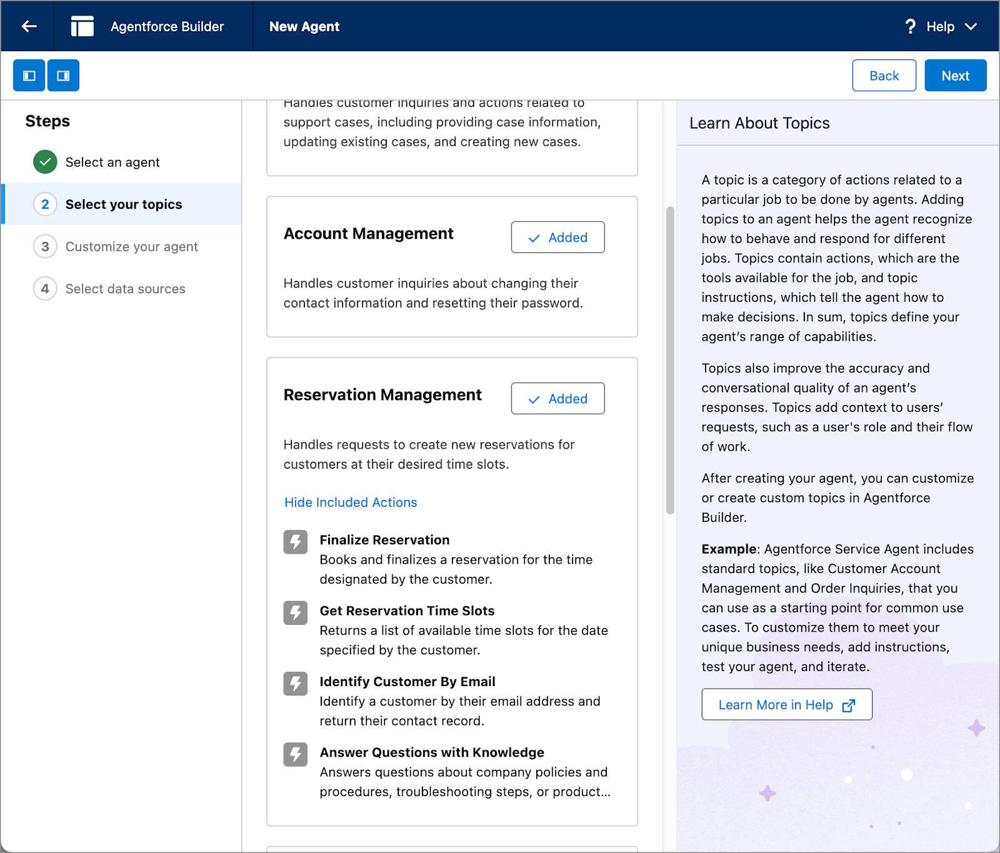 Agentforce Builder
New Agent
? Help
Back
Next
Steps
Select an agent
2 Select your topics
3 Customize your agent
4 Select data sources
Handles customer inquiries and actions related to
support cases, including providing case information,
updating existing cases, and creating new cases.
Account Management
Added
Handles customer inquiries about changing their
contact information and resetting their password.
Reservation Management
Added
Handles requests to create new reservations for
customers at their desired time slots.
Hide Included Actions
Finalize Reservation
Books and finalizes a reservation for the time
designated by the customer.
Get Reservation Time Slots
Returns a list of available time slots for the date
specified by the customer.
Identify Customer By Email
Identify a customer by their email address and
return their contact record.
Answer Questions with Knowledge
Answers questions about company policies and
procedures, troubleshooting steps, or product...
Learn About Topics
A topic is a category of actions related to a
particular job to be done by agents. Adding
topics to an agent helps the agent recognize
how to behave and respond for different
jobs. Topics contain actions, which are the
tools available for the job, and topic
instructions, which tell the agent how to
make decisions. In sum, topics define your
agent’s range of capabilities.
Topics also improve the accuracy and
conversational quality of an agent’s
responses. Topics add context to users’
requests, such as a user's role and their flow
of work.
After creating your agent, you can customize
or create custom topics in Agentforce
Builder.
Example: Agentforce Service Agent includes
standard topics, like Customer Account
Management and Order Inquiries, that you
can use as a starting point for common use
cases. To customize them to meet your
unique business needs, add instructions,
test your agent, and iterate.
Learn More in Help